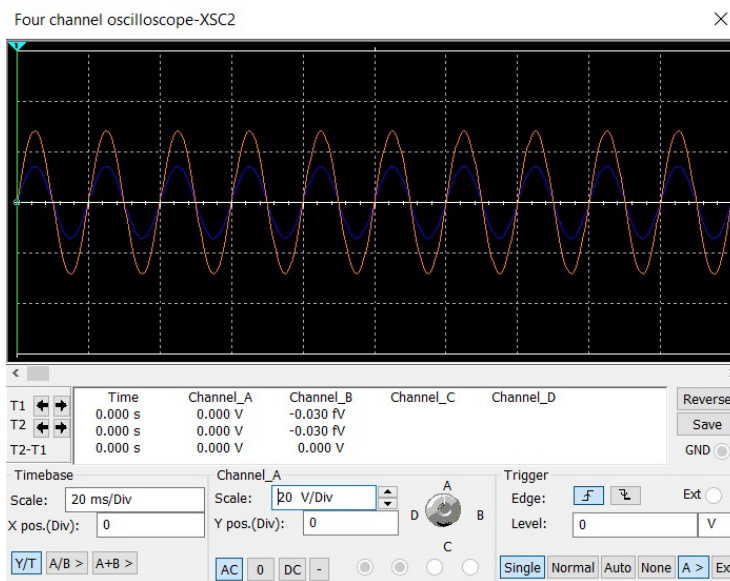 Four channel oscilloscope-XSC2
1
T1
T2
T2-T1
Time Channel_A Channel_B Channel_C Channel_D
0.000 s 0.000 V -0.030 fV
0.000 s 0.000 V -0.030 fV
0.000 s 0.000 V 0.000 V
Reverse
Save
GND
Timebase
Scale: 20 ms/Div
X pos.(Div): 0
Y/T A/B > A+B >
Channel_A
Scale: 20 V/Div
Y pos.(Div): 0
AC 0 DC -
A
D B
C
Trigger
Edge: Ext
Level: 0 V
Single Normal Auto None A > Ex